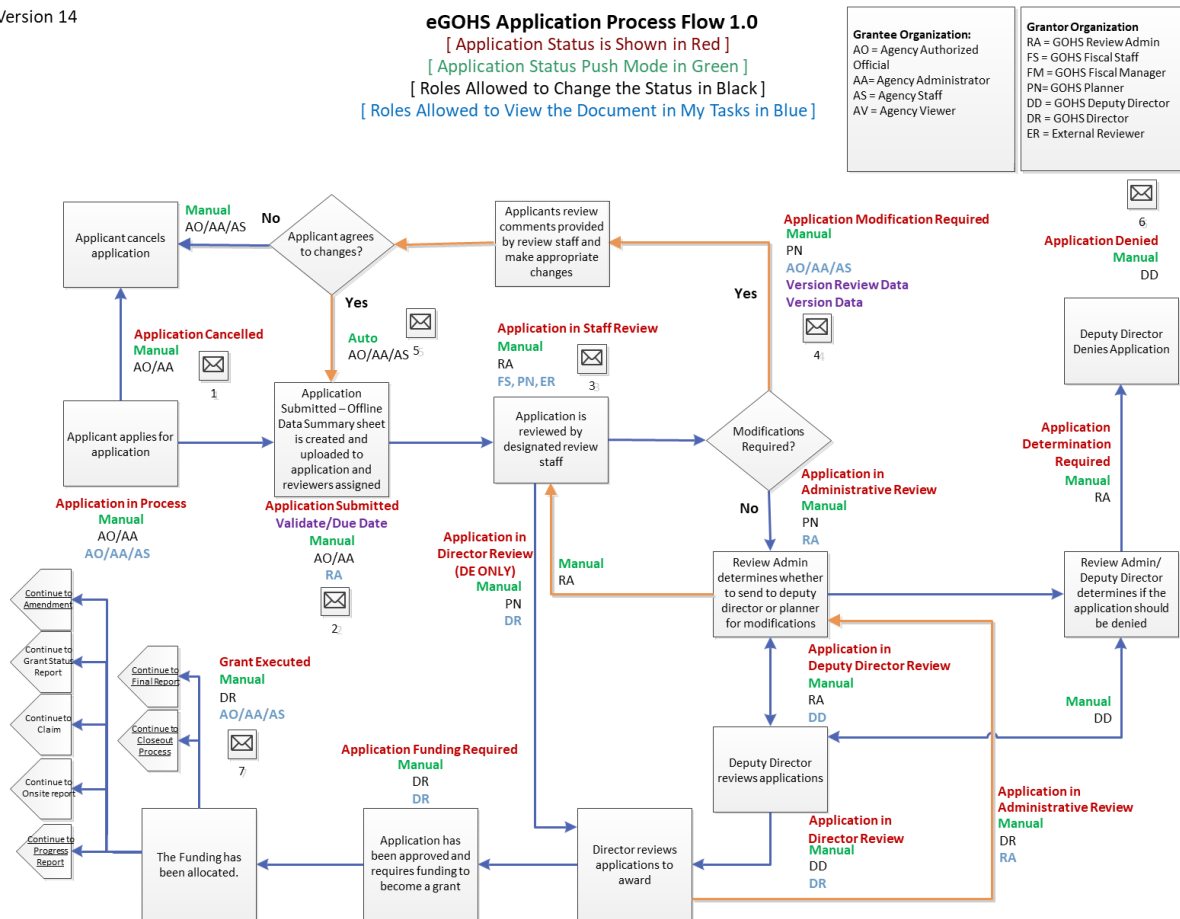 Version 14
eGOHS Application Process Flow 1.0
[ Application Status is Shown in Red ]
[ Application Status Push Mode in Green ]
[ Roles Allowed to Change the Status in Black ]
[ Roles Allowed to View the Document in My Tasks in Blue ]
Grantee Organization:
AO = Agency Authorized
Official
AA= Agency Administrator
AS = Agency Staff
AV = Agency Viewer
Grantor Organization
RA = GOHS Review Admin
FS = GOHS Fiscal Staff
FM = GOHS Fiscal Manager
PN= GOHS Planner
DD = GOHS Deputy Director
DR = GOHS Director
ER = External Reviewer
Applicant cancels
application
Manual
AO/AA/AS
No
Applicant agrees
to changes?
Applicants review
comments provided
by review staff and
make appropriate
changes
Application Modification Required
Manual
PN
AO/AA/AS
Version Review Data
Version Data
4
Yes
6
Application Denied
Manual
DD
Deputy Director
Denies Application
Application Cancelled
Manual
AO/AA
1
Yes
Auto
AO/AA/AS
5
Application in Staff Review
Manual
RA
FS, PN, ER
3
Applicant applies for
application
Application
Submitted – Offline
Data Summary sheet
is created and
uploaded to
application and
reviewers assigned
Application is
reviewed by
designated review
staff
Modifications
Required?
Application
Determination
Required
Manual
RA
Application in Process
Manual
AO/AA
AO/AA/AS
Application Submitted
Validate/Due Date
Manual
AO/AA
RA
2
Application in
Director Review
(DE ONLY)
Manual
PN
DR
Manual
RA
No
Application in
Administrative Review
Manual
PN
RA
Review Admin
determines whether
to send to deputy
director or planner
for modifications
Review Admin/
Deputy Director
determines if the
application should
be denied
Continue to
Amendment
Continue to
Grant Status
Report
Continue to
Claim
Continue to
Onsite report
Continue to
Progress
Report
Continue to
Final Report
Continue to
Closeout
Process
Grant Executed
Manual
DR
AO/AA/AS
7
Application in
Deputy Director Review
Manual
RA
DD
Manual
DD
Deputy Director
reviews applications
Application Funding Required
Manual
DR
DR
Application in
Director Review
Manual
DD
DR
Application in
Administrative Review
Manual
DR
RA
The Funding has
been allocated.
Application has
been approved and
requires funding to
become a grant
Director reviews
applications to
award